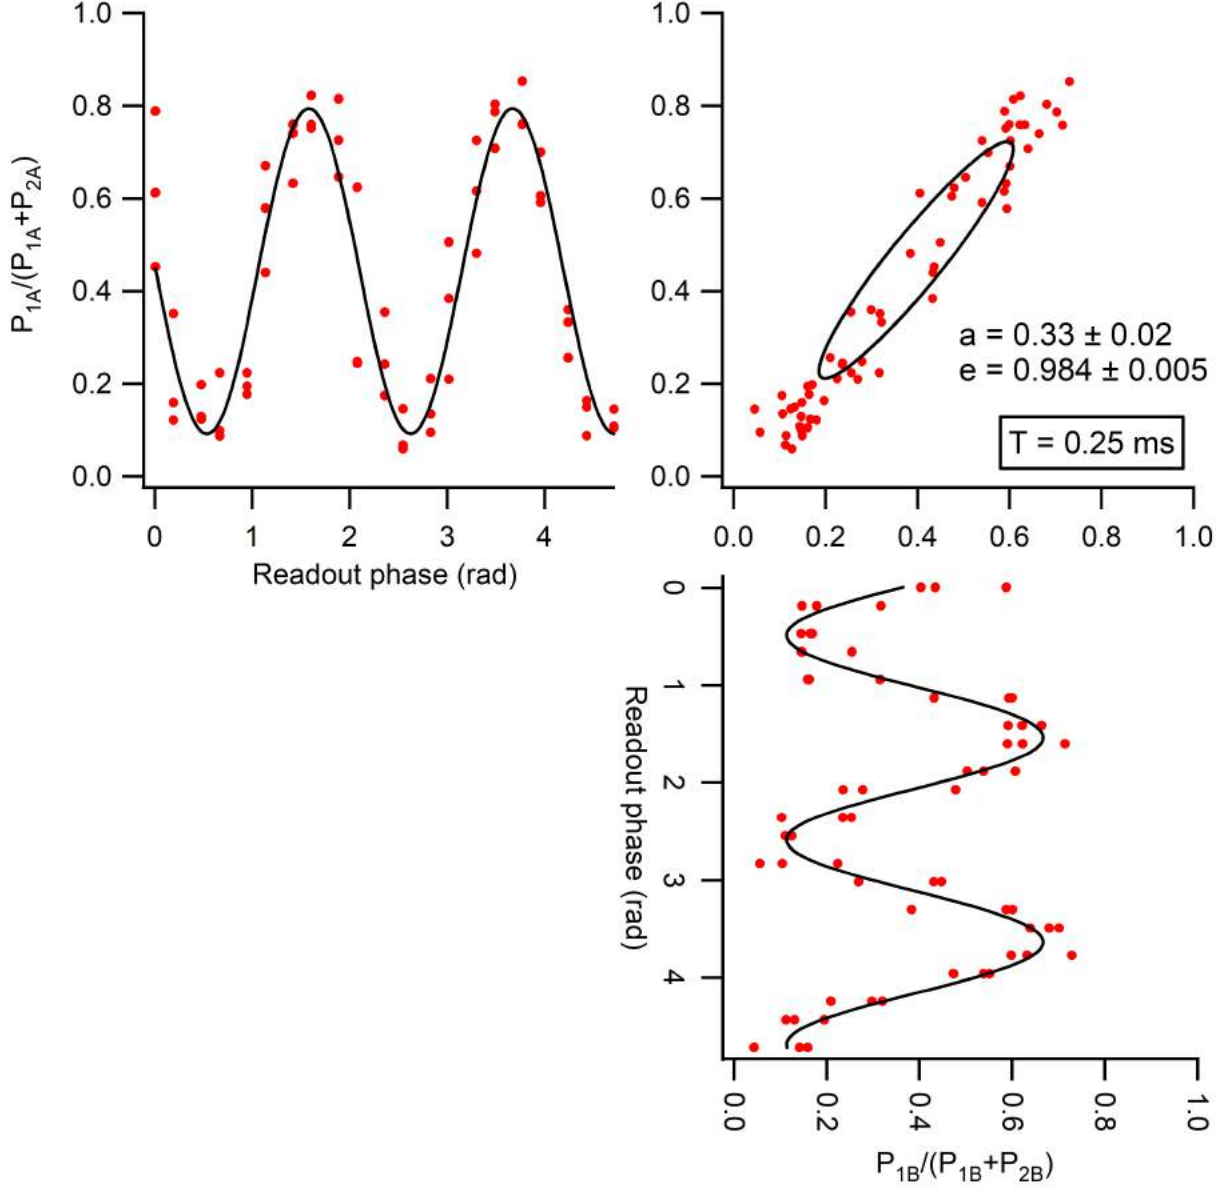 1.0
0.8
0.6
0.4
0.2
0.0
P1A/(P1A+P2A)
0 1 2 3 4
Readout phase (rad)
1.0
0.8
0.6
0.4
0.2
0.0
a = 0.33 ± 0.02
e = 0.984 ± 0.005
T = 0.25 ms
0.0 0.2 0.4 0.6 0.8 1.0
0
1
2
3
4
Readout phase (rad)
0.0 0.2 0.4 0.6 0.8 1.0
P1B/(P1B+P2B)